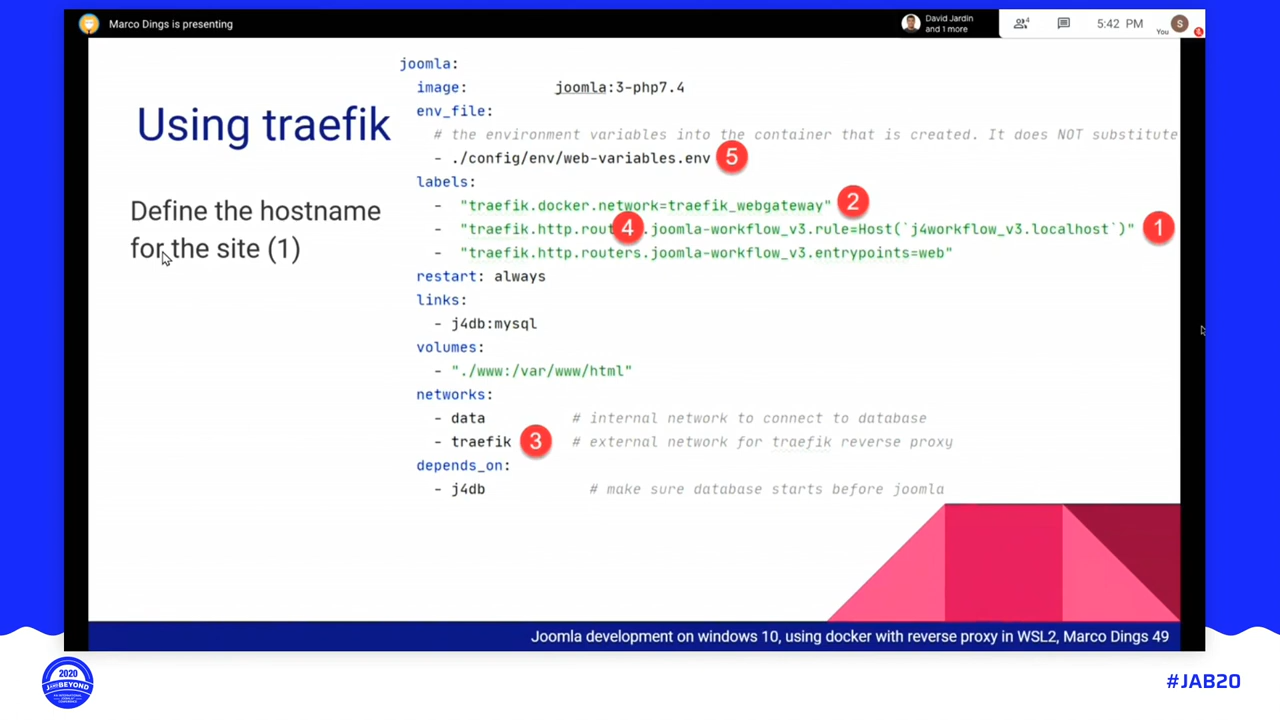 Marco Dings is presenting
David Jardin
and 1 more
4
5:42 PM
You
S
Using traefik
Define the hostname
for the site (1)
joomla:
image: joomla:3-php7.4
env_file:
# the environment variables into the container that is created. It does NOT substitute
- ./config/env/web-variables.env 5
labels:
- "traefik.docker.network=traefik_webgateway" 2
- "traefik.http.rout 4 .joomla-workflow_v3.rule=Host(`j4workflow_v3.localhost`)" 1
- "traefik.http.routers.joomla-workflow_v3.entrypoints=web"
restart: always
links:
- j4db:mysql
volumes:
- "./www:/var/www/html"
networks:
- data # internal network to connect to database
- traefik 3 # external network for traefik reverse proxy
depends_on:
- j4db # make sure database starts before joomla
Joomla development on windows 10, using docker with reverse proxy in WSL2, Marco Dings 49
2020
BEYOND
#JAB20